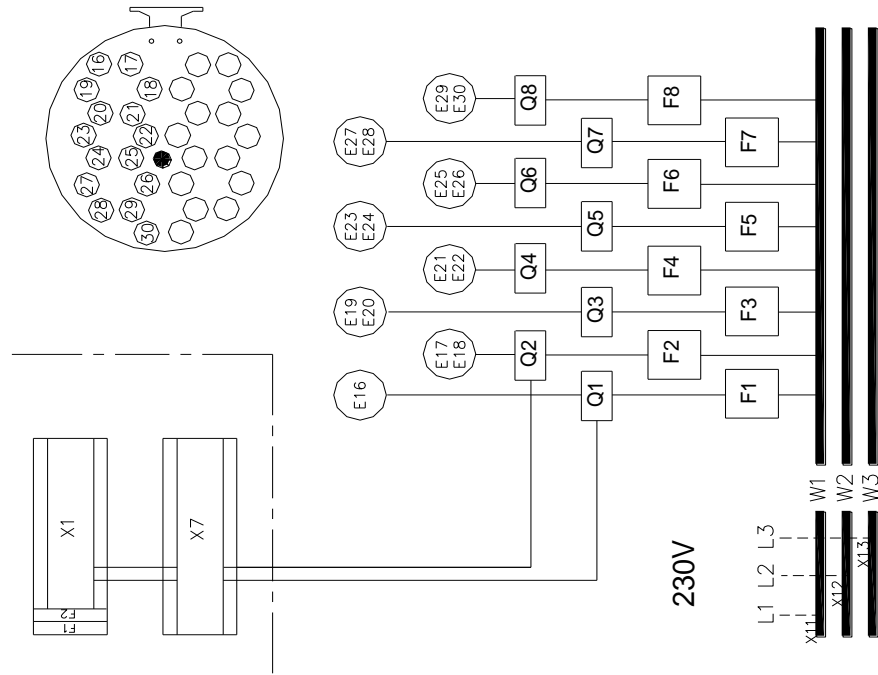 16 17
19 18
20 21
23 22
24 25
27 26
28 29
30
E29
E30
Q8
F8
E27
E28
Q7
F7
E25
E26
Q6
F6
E23
E24
Q5
F5
E21
E22
Q4
F4
E19
E20
Q3
F3
E17
E18
Q2
F2
E16
Q1
F1
X1
F2
F1
X7
230V
L1 L2 L3
X11
X12
X13
W1
W2
W3